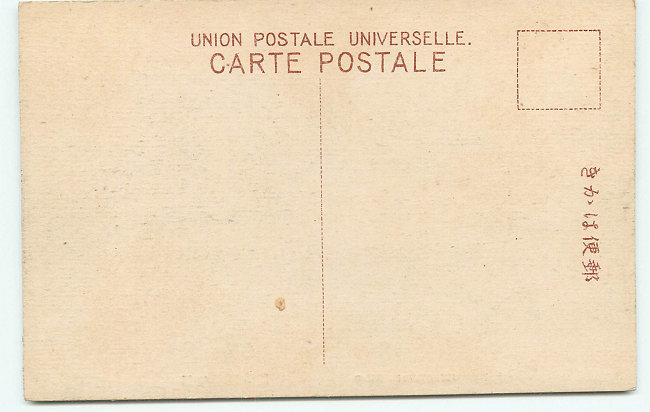 UNION POSTALE UNIVERSELLE.
CARTE POSTALE
郵便はかき